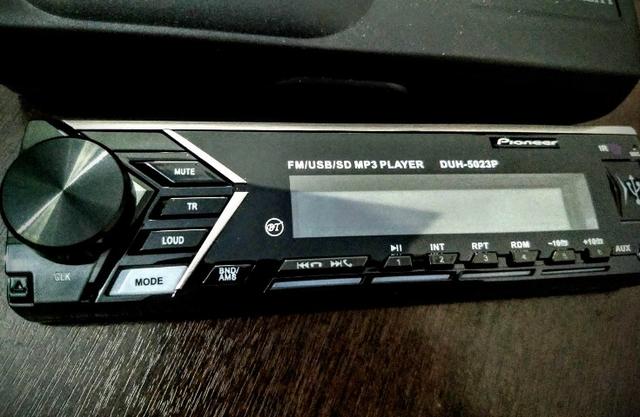 Pioneer
FM/USB/SD MP3 PLAYER DUH-5023P
IR
MUTE
TR
LOUD
MODE
CLK
BND/
AMS
BT
INT RPT RDM -10 +10 AUX
1 2 3 4 5 6